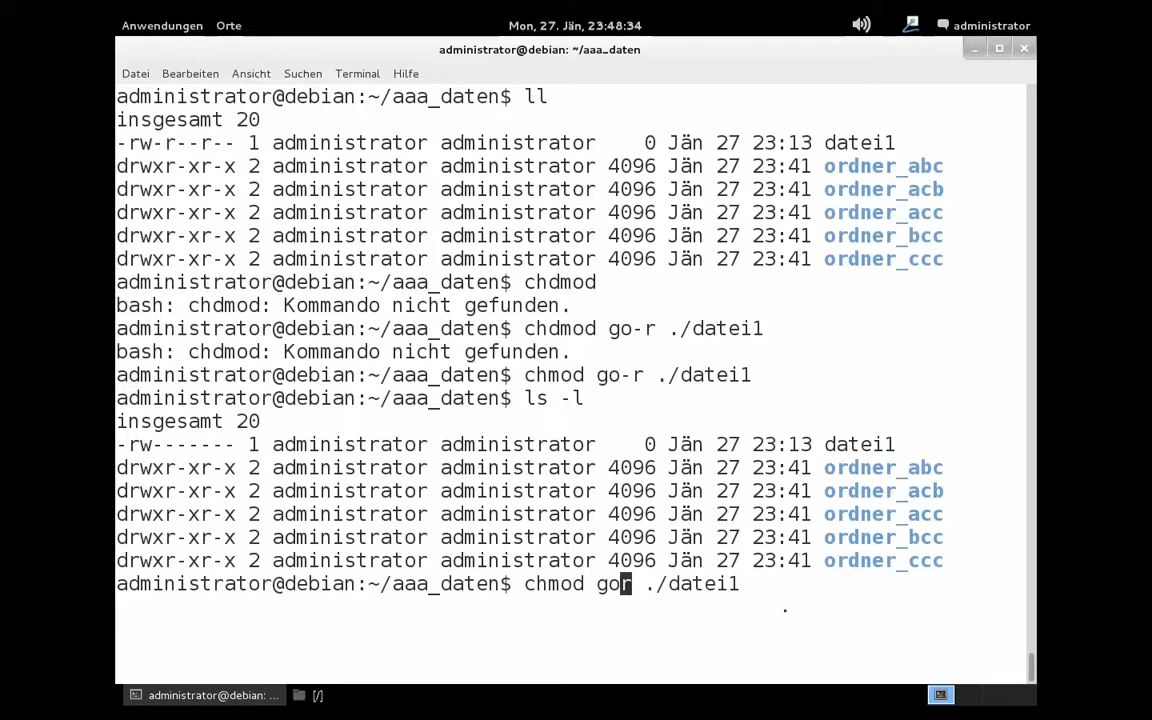 Anwendungen Orte Mon, 27. Jän, 23:48:34 administrator
administrator@debian: ~/aaa_daten
Datei Bearbeiten Ansicht Suchen Terminal Hilfe
administrator@debian:~/aaa_daten$ ll
insgesamt 20
-rw-r--r-- 1 administrator administrator    0 Jän 27 23:13 datei1
drwxr-xr-x 2 administrator administrator 4096 Jän 27 23:41 ordner_abc
drwxr-xr-x 2 administrator administrator 4096 Jän 27 23:41 ordner_acb
drwxr-xr-x 2 administrator administrator 4096 Jän 27 23:41 ordner_acc
drwxr-xr-x 2 administrator administrator 4096 Jän 27 23:41 ordner_bcc
drwxr-xr-x 2 administrator administrator 4096 Jän 27 23:41 ordner_ccc
administrator@debian:~/aaa_daten$ chdmod
bash: chdmod: Kommando nicht gefunden.
administrator@debian:~/aaa_daten$ chdmod go-r ./datei1
bash: chdmod: Kommando nicht gefunden.
administrator@debian:~/aaa_daten$ chmod go-r ./datei1
administrator@debian:~/aaa_daten$ ls -l
insgesamt 20
-rw------- 1 administrator administrator    0 Jän 27 23:13 datei1
drwxr-xr-x 2 administrator administrator 4096 Jän 27 23:41 ordner_abc
drwxr-xr-x 2 administrator administrator 4096 Jän 27 23:41 ordner_acb
drwxr-xr-x 2 administrator administrator 4096 Jän 27 23:41 ordner_acc
drwxr-xr-x 2 administrator administrator 4096 Jän 27 23:41 ordner_bcc
drwxr-xr-x 2 administrator administrator 4096 Jän 27 23:41 ordner_ccc
administrator@debian:~/aaa_daten$ chmod gor ./datei1
administrator@debian: ... [/]